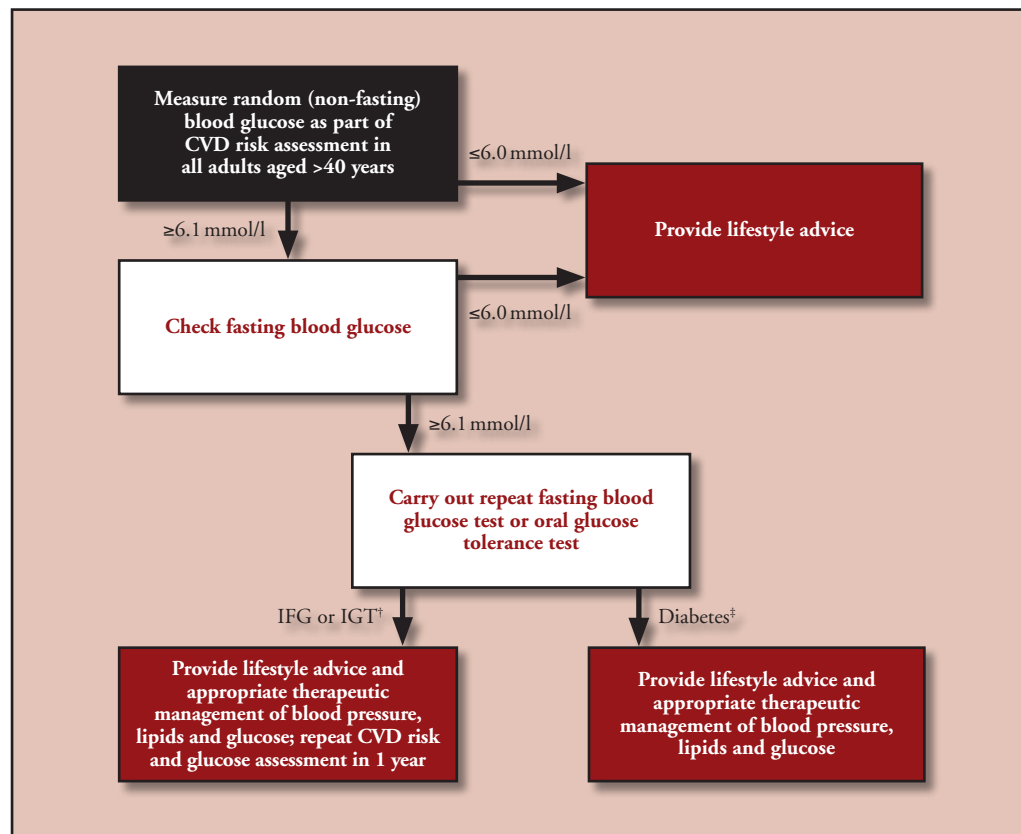 Measure random (non-fasting)
blood glucose as part of
CVD risk assessment in
all adults aged >40 years
≤6.0 mmol/l
Provide lifestyle advice
≥6.1 mmol/l
Check fasting blood glucose
≤6.0 mmol/l
≥6.1 mmol/l
Carry out repeat fasting blood
glucose test or oral glucose
tolerance test
IFG or IGT†
Diabetes‡
Provide lifestyle advice and
appropriate therapeutic
management of blood pressure,
lipids and glucose; repeat CVD risk
and glucose assessment in 1 year
Provide lifestyle advice and
appropriate therapeutic
management of blood pressure,
lipids and glucose